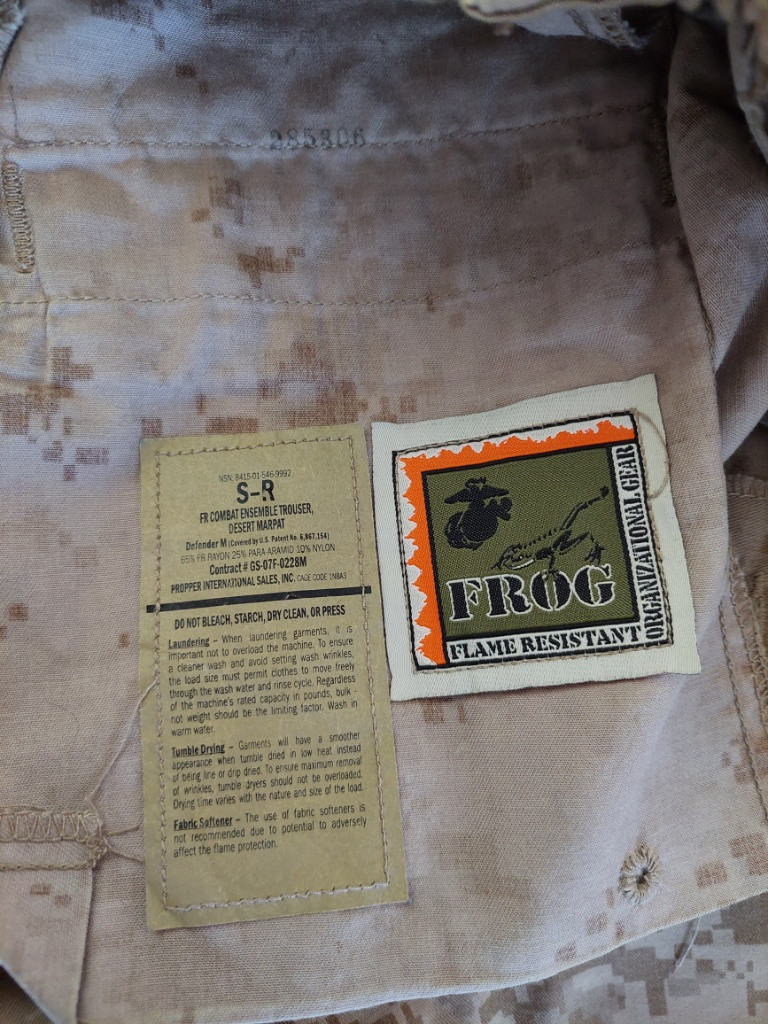 285306
NSN: 8415-01-546-9992
S-R
FR COMBAT ENSEMBLE TROUSER,
DESERT MARPAT
Defender M (Covered by U.S. Patent No. 6,867,154)
65% FR RAYON 25% PARA-ARAMID 10% NYLON
Contract # GS-07F-0228M
PROPPER INTERNATIONAL SALES, INC. CAGE CODE 1NBA3
DO NOT BLEACH, STARCH, DRY CLEAN, OR PRESS
Laundering – When laundering garments, it is
important not to overload the machine. To ensure
a cleaner wash and avoid setting wash wrinkles,
the load size must permit clothes to move freely
through the wash water and rinse cycle. Regardless
of the machine's rated capacity in pounds, bulk -
not weight should be the limiting factor. Wash in
warm water.
Tumble Drying – Garments will have a smoother
appearance when tumble dried in low heat instead
of being line or drip dried. To ensure maximum removal
of wrinkles, tumble dryers should not be overloaded.
Drying time varies with the nature and size of the load.
Fabric Softener – The use of fabric softeners is
not recommended due to potential to adversely
affect the flame protection.
FROG
FLAME RESISTANT
ORGANIZATIONAL GEAR